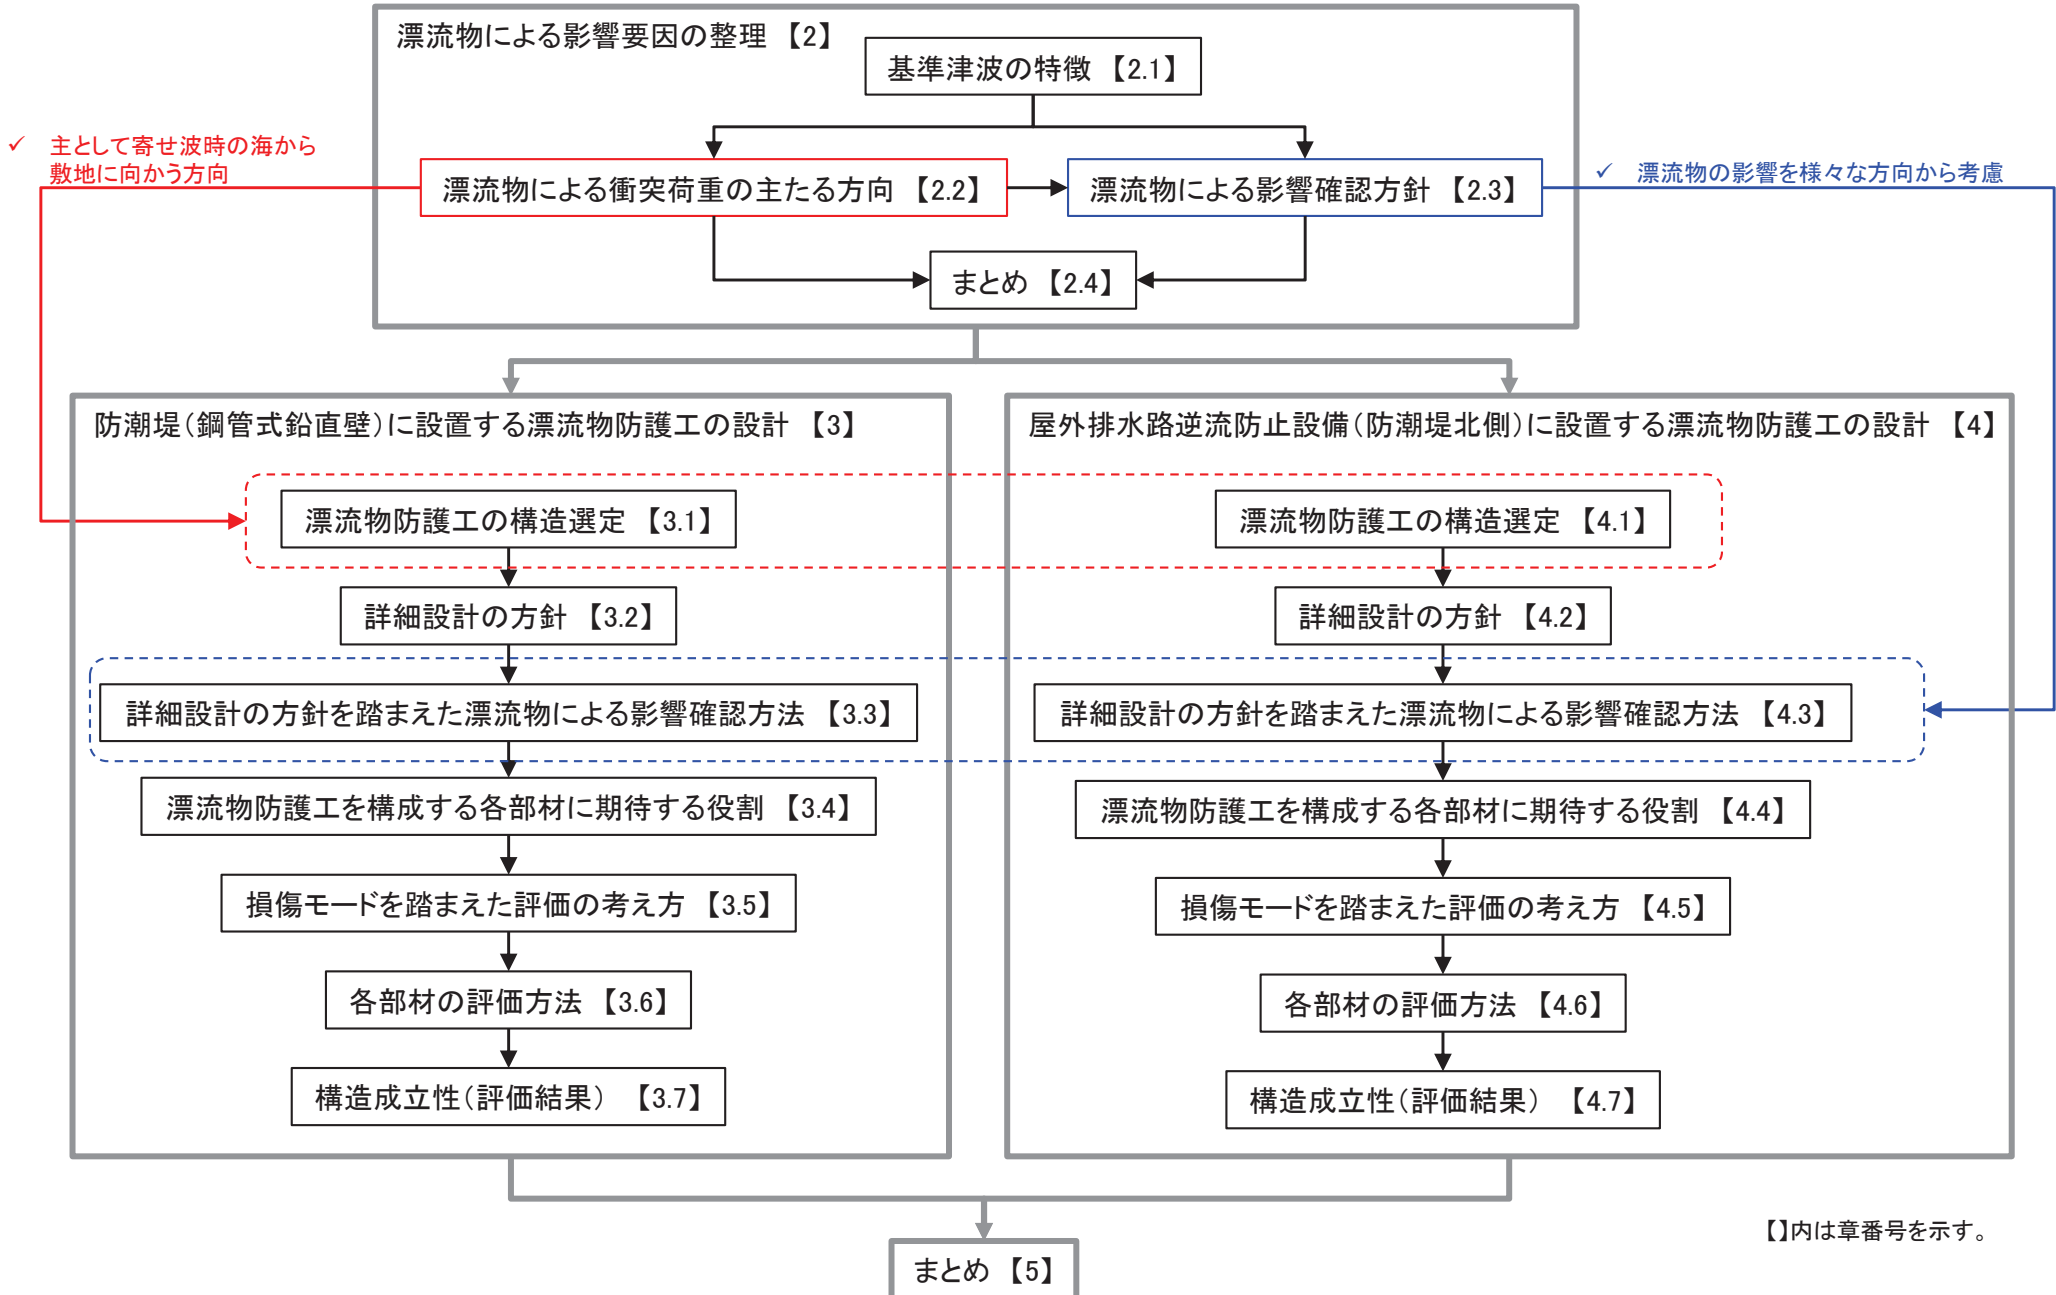 漂流物による影響要因の整理 【2】
基準津波の特徴 【2.1】
✓ 主として寄せ波時の海から
敷地に向かう方向
漂流物による衝突荷重の主たる方向 【2.2】
漂流物による影響確認方針 【2.3】
✓ 漂流物の影響を様々な方向から考慮
まとめ 【2.4】
防潮堤(鋼管式鉛直壁)に設置する漂流物防護工の設計 【3】
漂流物防護工の構造選定 【3.1】
詳細設計の方針 【3.2】
詳細設計の方針を踏まえた漂流物による影響確認方法 【3.3】
漂流物防護工を構成する各部材に期待する役割 【3.4】
損傷モードを踏まえた評価の考え方 【3.5】
各部材の評価方法 【3.6】
構造成立性(評価結果) 【3.7】
屋外排水路逆流防止設備(防潮堤北側)に設置する漂流物防護工の設計 【4】
漂流物防護工の構造選定 【4.1】
詳細設計の方針 【4.2】
詳細設計の方針を踏まえた漂流物による影響確認方法 【4.3】
漂流物防護工を構成する各部材に期待する役割 【4.4】
損傷モードを踏まえた評価の考え方 【4.5】
各部材の評価方法 【4.6】
構造成立性(評価結果) 【4.7】
【】内は章番号を示す。
まとめ 【5】